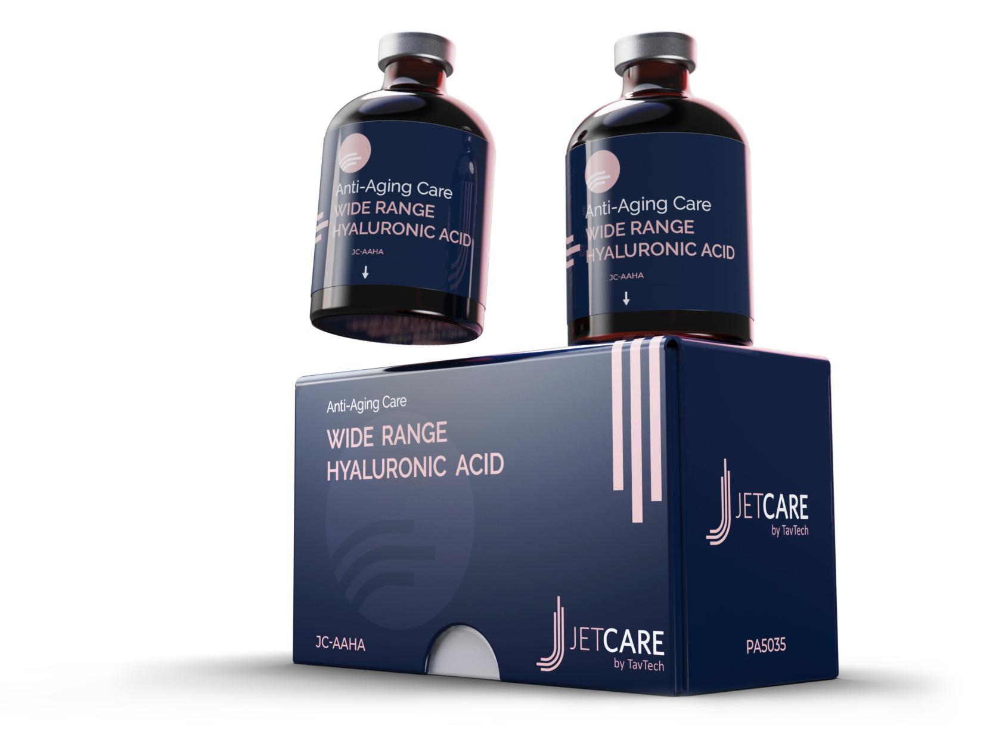 Anti-Aging Care
WIDE RANGE
HYALURONIC ACID
JC-AAHA
Anti-Aging Care
WIDE RANGE
HYALURONIC ACID
JC-AAHA
Anti-Aging Care
WIDE RANGE
HYALURONIC ACID
JC-AAHA
JETCARE
by TavTech
JETCARE
by TavTech
PA5035